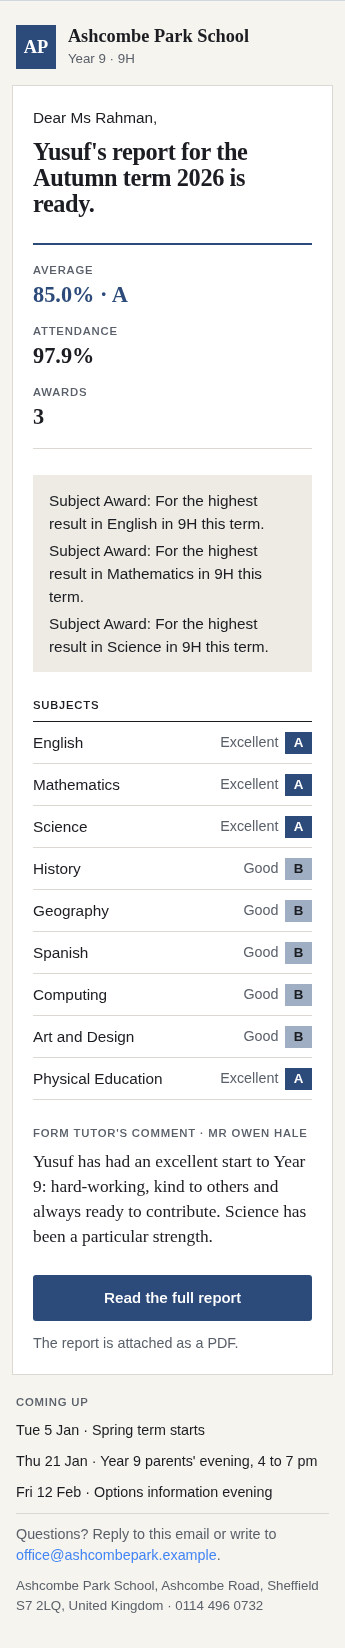 AP
Ashcombe Park School
Year 9 · 9H
Dear Ms Rahman,
Yusuf's report for the
Autumn term 2026 is
ready.
AVERAGE
85.0% · A
ATTENDANCE
97.9%
AWARDS
3
Subject Award: For the highest
result in English in 9H this term.
Subject Award: For the highest
result in Mathematics in 9H this
term.
Subject Award: For the highest
result in Science in 9H this term.
SUBJECTS
English Excellent A
Mathematics Excellent A
Science Excellent A
History Good B
Geography Good B
Spanish Good B
Computing Good B
Art and Design Good B
Physical Education Excellent A
FORM TUTOR'S COMMENT · MR OWEN HALE
Yusuf has had an excellent start to Year
9: hard-working, kind to others and
always ready to contribute. Science has
been a particular strength.
Read the full report
The report is attached as a PDF.
COMING UP
Tue 5 Jan · Spring term starts
Thu 21 Jan · Year 9 parents' evening, 4 to 7 pm
Fri 12 Feb · Options information evening
Questions? Reply to this email or write to
office@ashcombepark.example.
Ashcombe Park School, Ashcombe Road, Sheffield
S7 2LQ, United Kingdom · 0114 496 0732